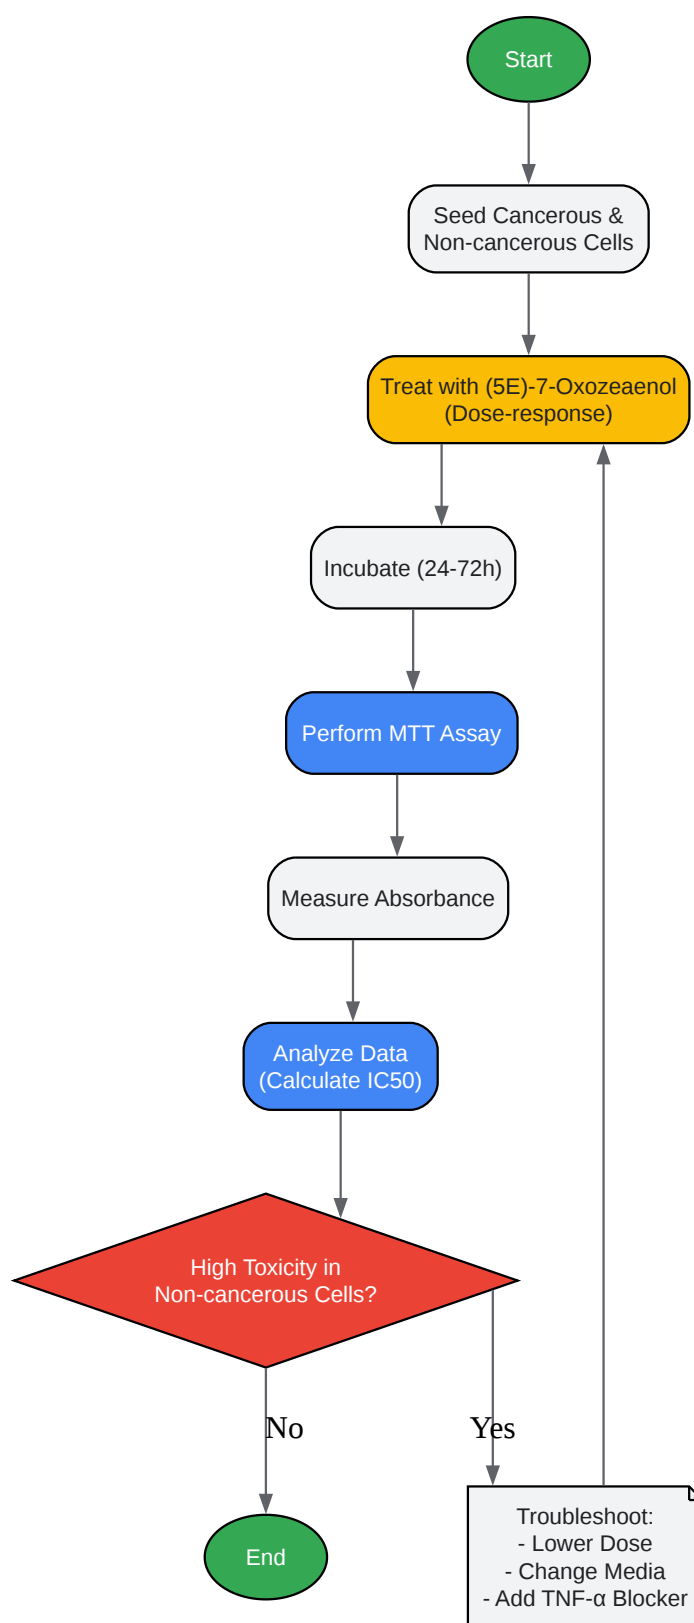 Start
Seed Cancerous &
Non-cancerous Cells
Treat with (5E)-7-Oxozeaenol
(Dose-response)
Incubate (24-72h)
Perform MTT Assay
Measure Absorbance
Analyze Data
(Calculate IC50)
High Toxicity in
Non-cancerous Cells?
No
Yes
Troubleshoot:
- Lower Dose
- Change Media
- Add TNF-α Blocker
End